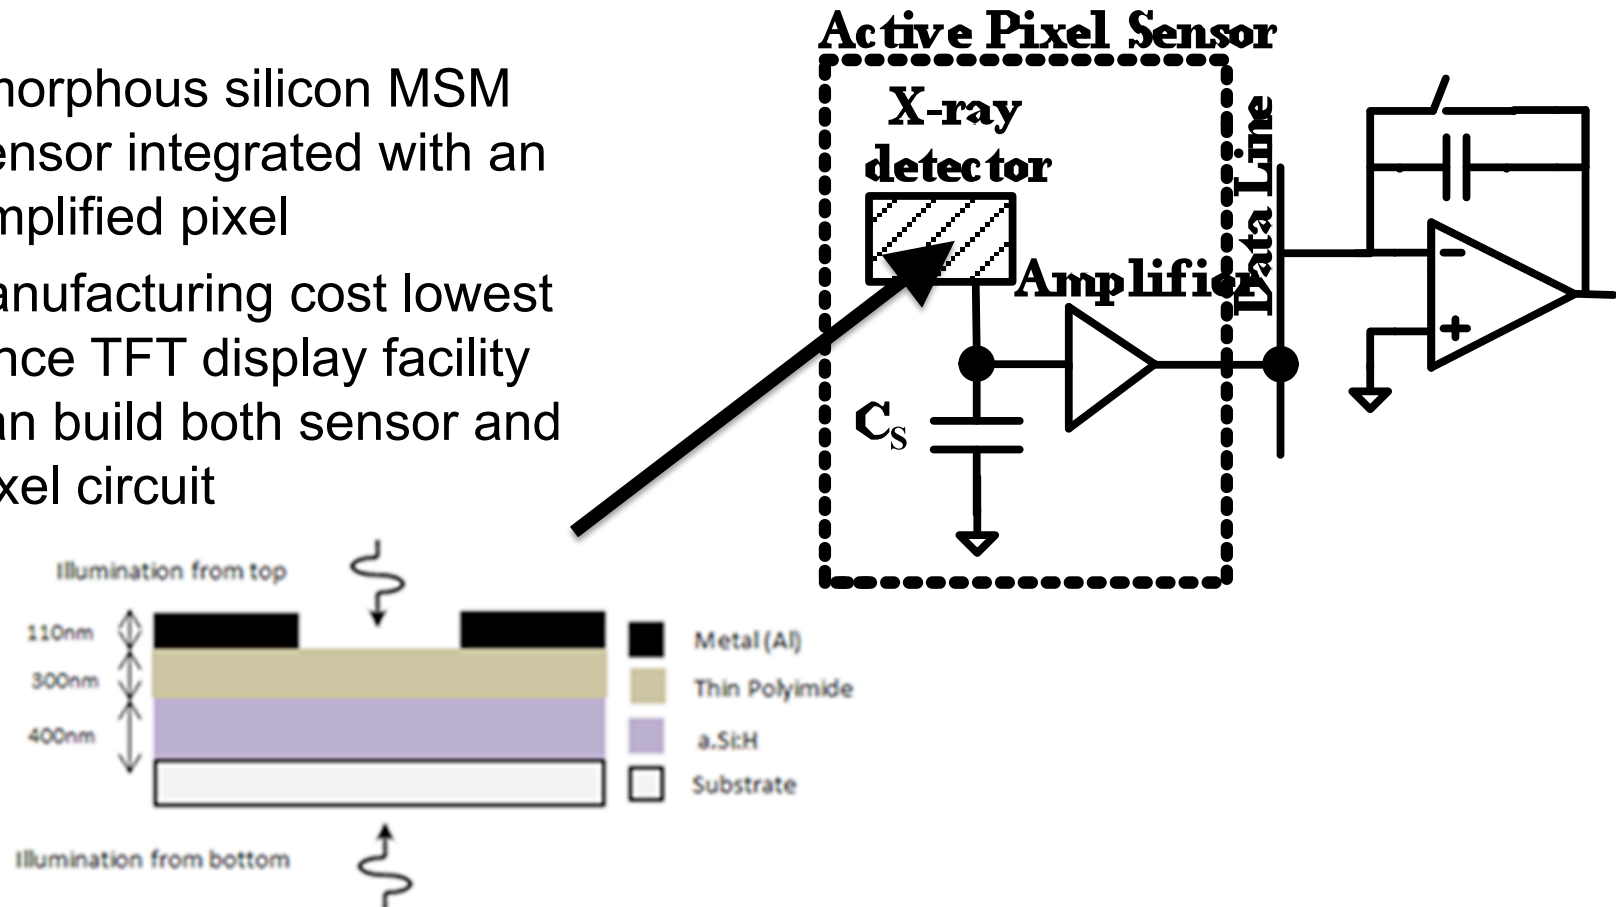 morphous silicon MSM
ensor integrated with an
mplified pixel
anufacturing cost lowest
nce TFT display facility
an build both sensor and
xel circuit
Active Pixel Sensor
X-ray
detector
Amplifier
Data Line
C_S
−
+
Illumination from top
110nm
300nm
400nm
Metal (Al)
Thin Polyimide
a.Si:H
Substrate
Illumination from bottom